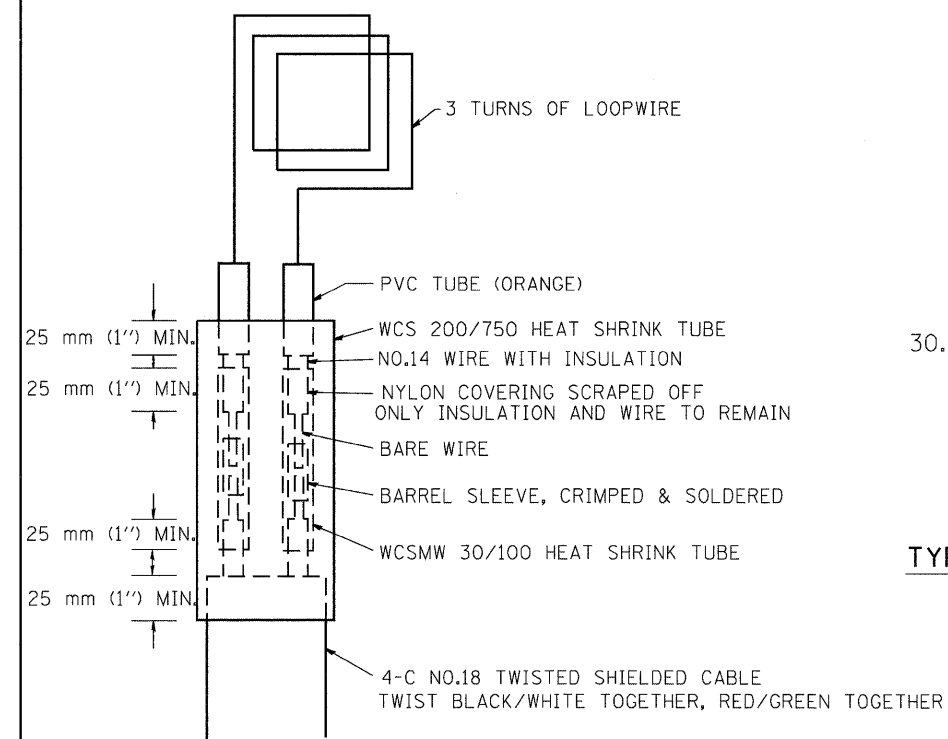 3 TURNS OF LOOPWIRE
PVC TUBE (ORANGE)
25 mm (1") MIN.
WCS 200/750 HEAT SHRINK TUBE
30.
NO.14 WIRE WITH INSULATION
25 mm (1") MIN.
NYLON COVERING SCRAPED OFF
ONLY INSULATION AND WIRE TO REMAIN
BARE WIRE
BARREL SLEEVE, CRIMPED & SOLDERED
25 mm (1") MIN.
WCSMW 30/100 HEAT SHRINK TUBE
25 mm (1") MIN.
4-C NO.18 TWISTED SHIELDED CABLE
TWIST BLACK/WHITE TOGETHER, RED/GREEN TOGETHER